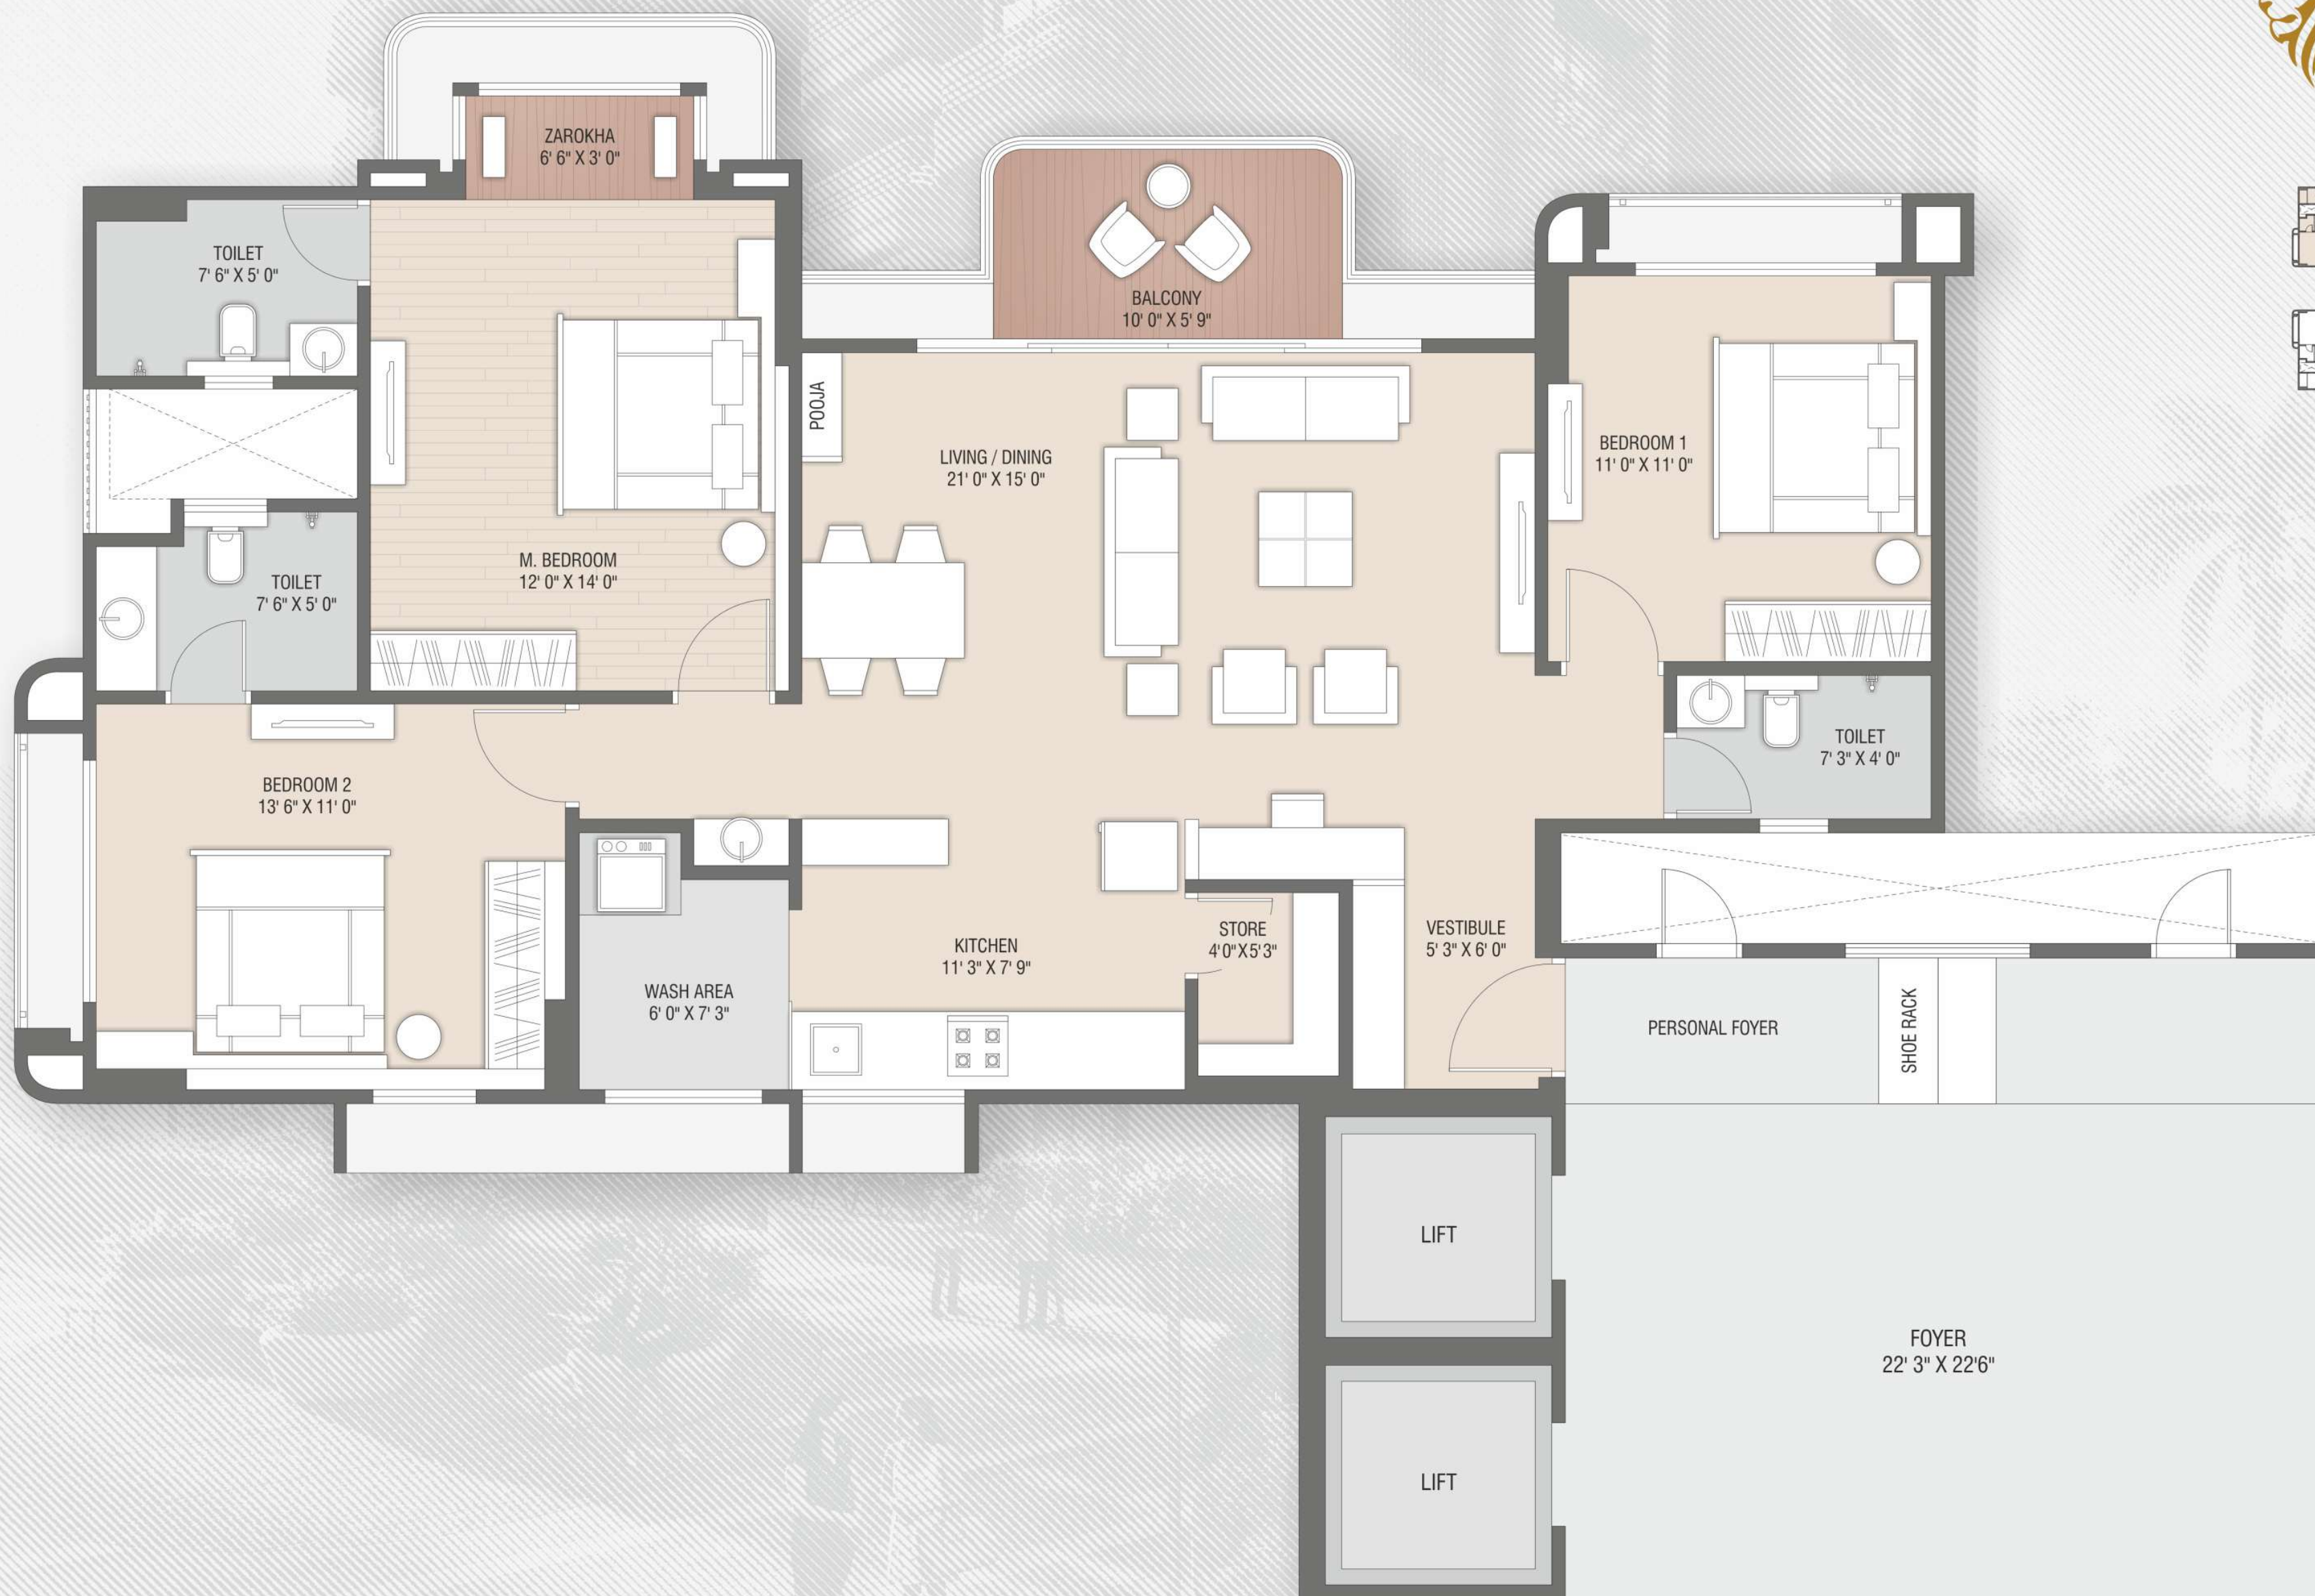 ZAROKHA
6' 6" X 3' 0"
TOILET
7' 6" X 5' 0"
BALCONY
10' 0" X 5' 9"
POOJA
LIVING / DINING
21' 0" X 15' 0"
BEDROOM 1
11' 0" X 11' 0"
M. BEDROOM
12' 0" X 14' 0"
TOILET
7' 6" X 5' 0"
TOILET
7' 3" X 4' 0"
BEDROOM 2
13' 6" X 11' 0"
STORE
4'0"X5'3"
VESTIBULE
5' 3" X 6' 0"
KITCHEN
11' 3" X 7' 9"
WASH AREA
6' 0" X 7' 3"
PERSONAL FOYER
SHOE RACK
LIFT
FOYER
22' 3" X 22'6"
LIFT